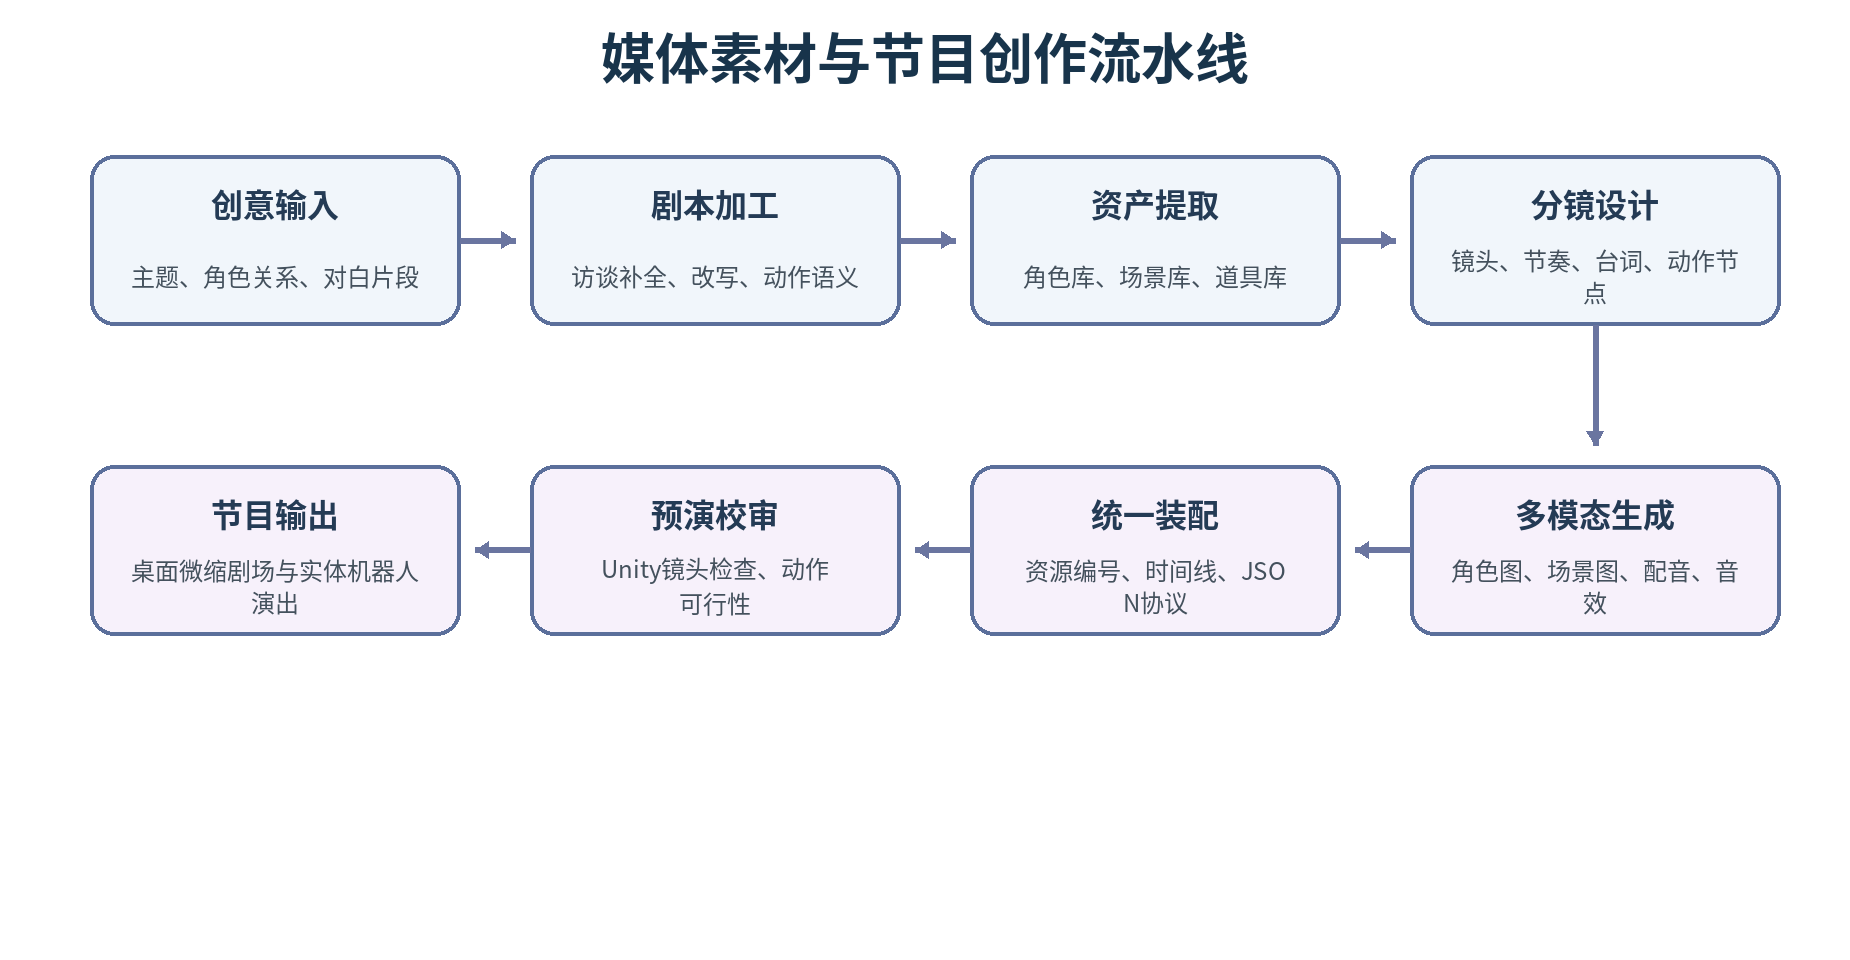 媒体素材与节目创作流水线
创意输入
主题、角色关系、对白片段
剧本加工
访谈补全、改写、动作语义
资产提取
角色库、场景库、道具库
分镜设计
镜头、节奏、台词、动作节
点
节目输出
桌面微缩剧场与实体机器人
演出
预演校审
Unity镜头检查、动作
可行性
统一装配
资源编号、时间线、JSO
N协议
多模态生成
角色图、场景图、配音、音
效